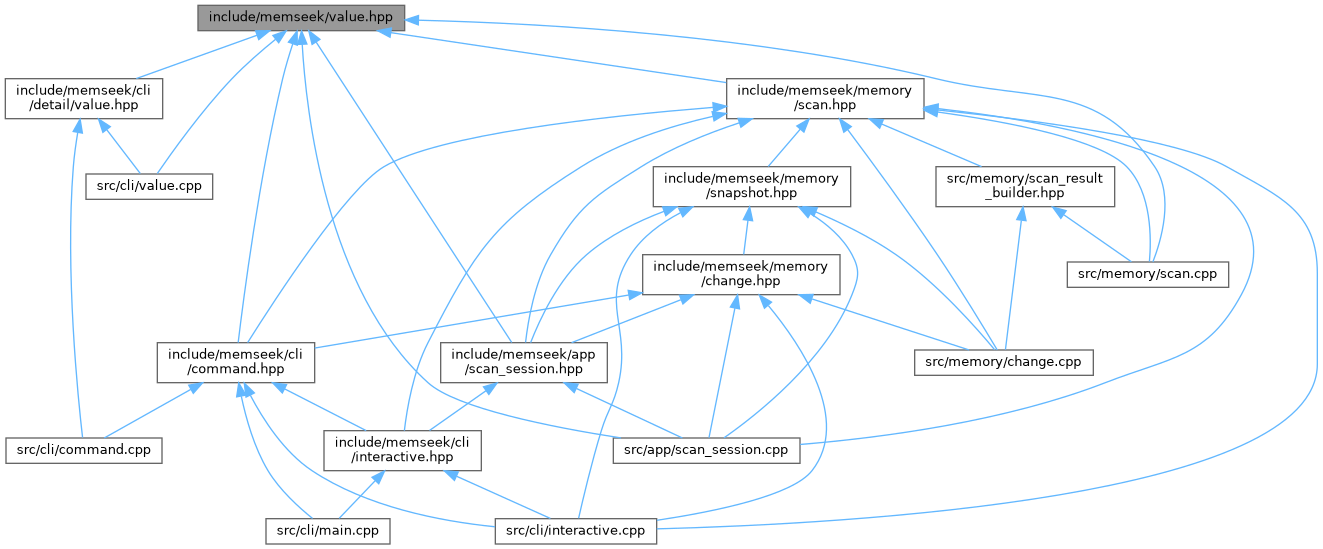 include/memseek/value.hpp
include/memseek/cli
/detail/value.hpp
include/memseek/memory
/scan.hpp
src/cli/value.cpp
include/memseek/memory
/snapshot.hpp
src/memory/scan_result
_builder.hpp
include/memseek/memory
/change.hpp
src/memory/scan.cpp
include/memseek/cli
/command.hpp
include/memseek/app
/scan_session.hpp
src/memory/change.cpp
src/cli/command.cpp
include/memseek/cli
/interactive.hpp
src/app/scan_session.cpp
src/cli/main.cpp
src/cli/interactive.cpp